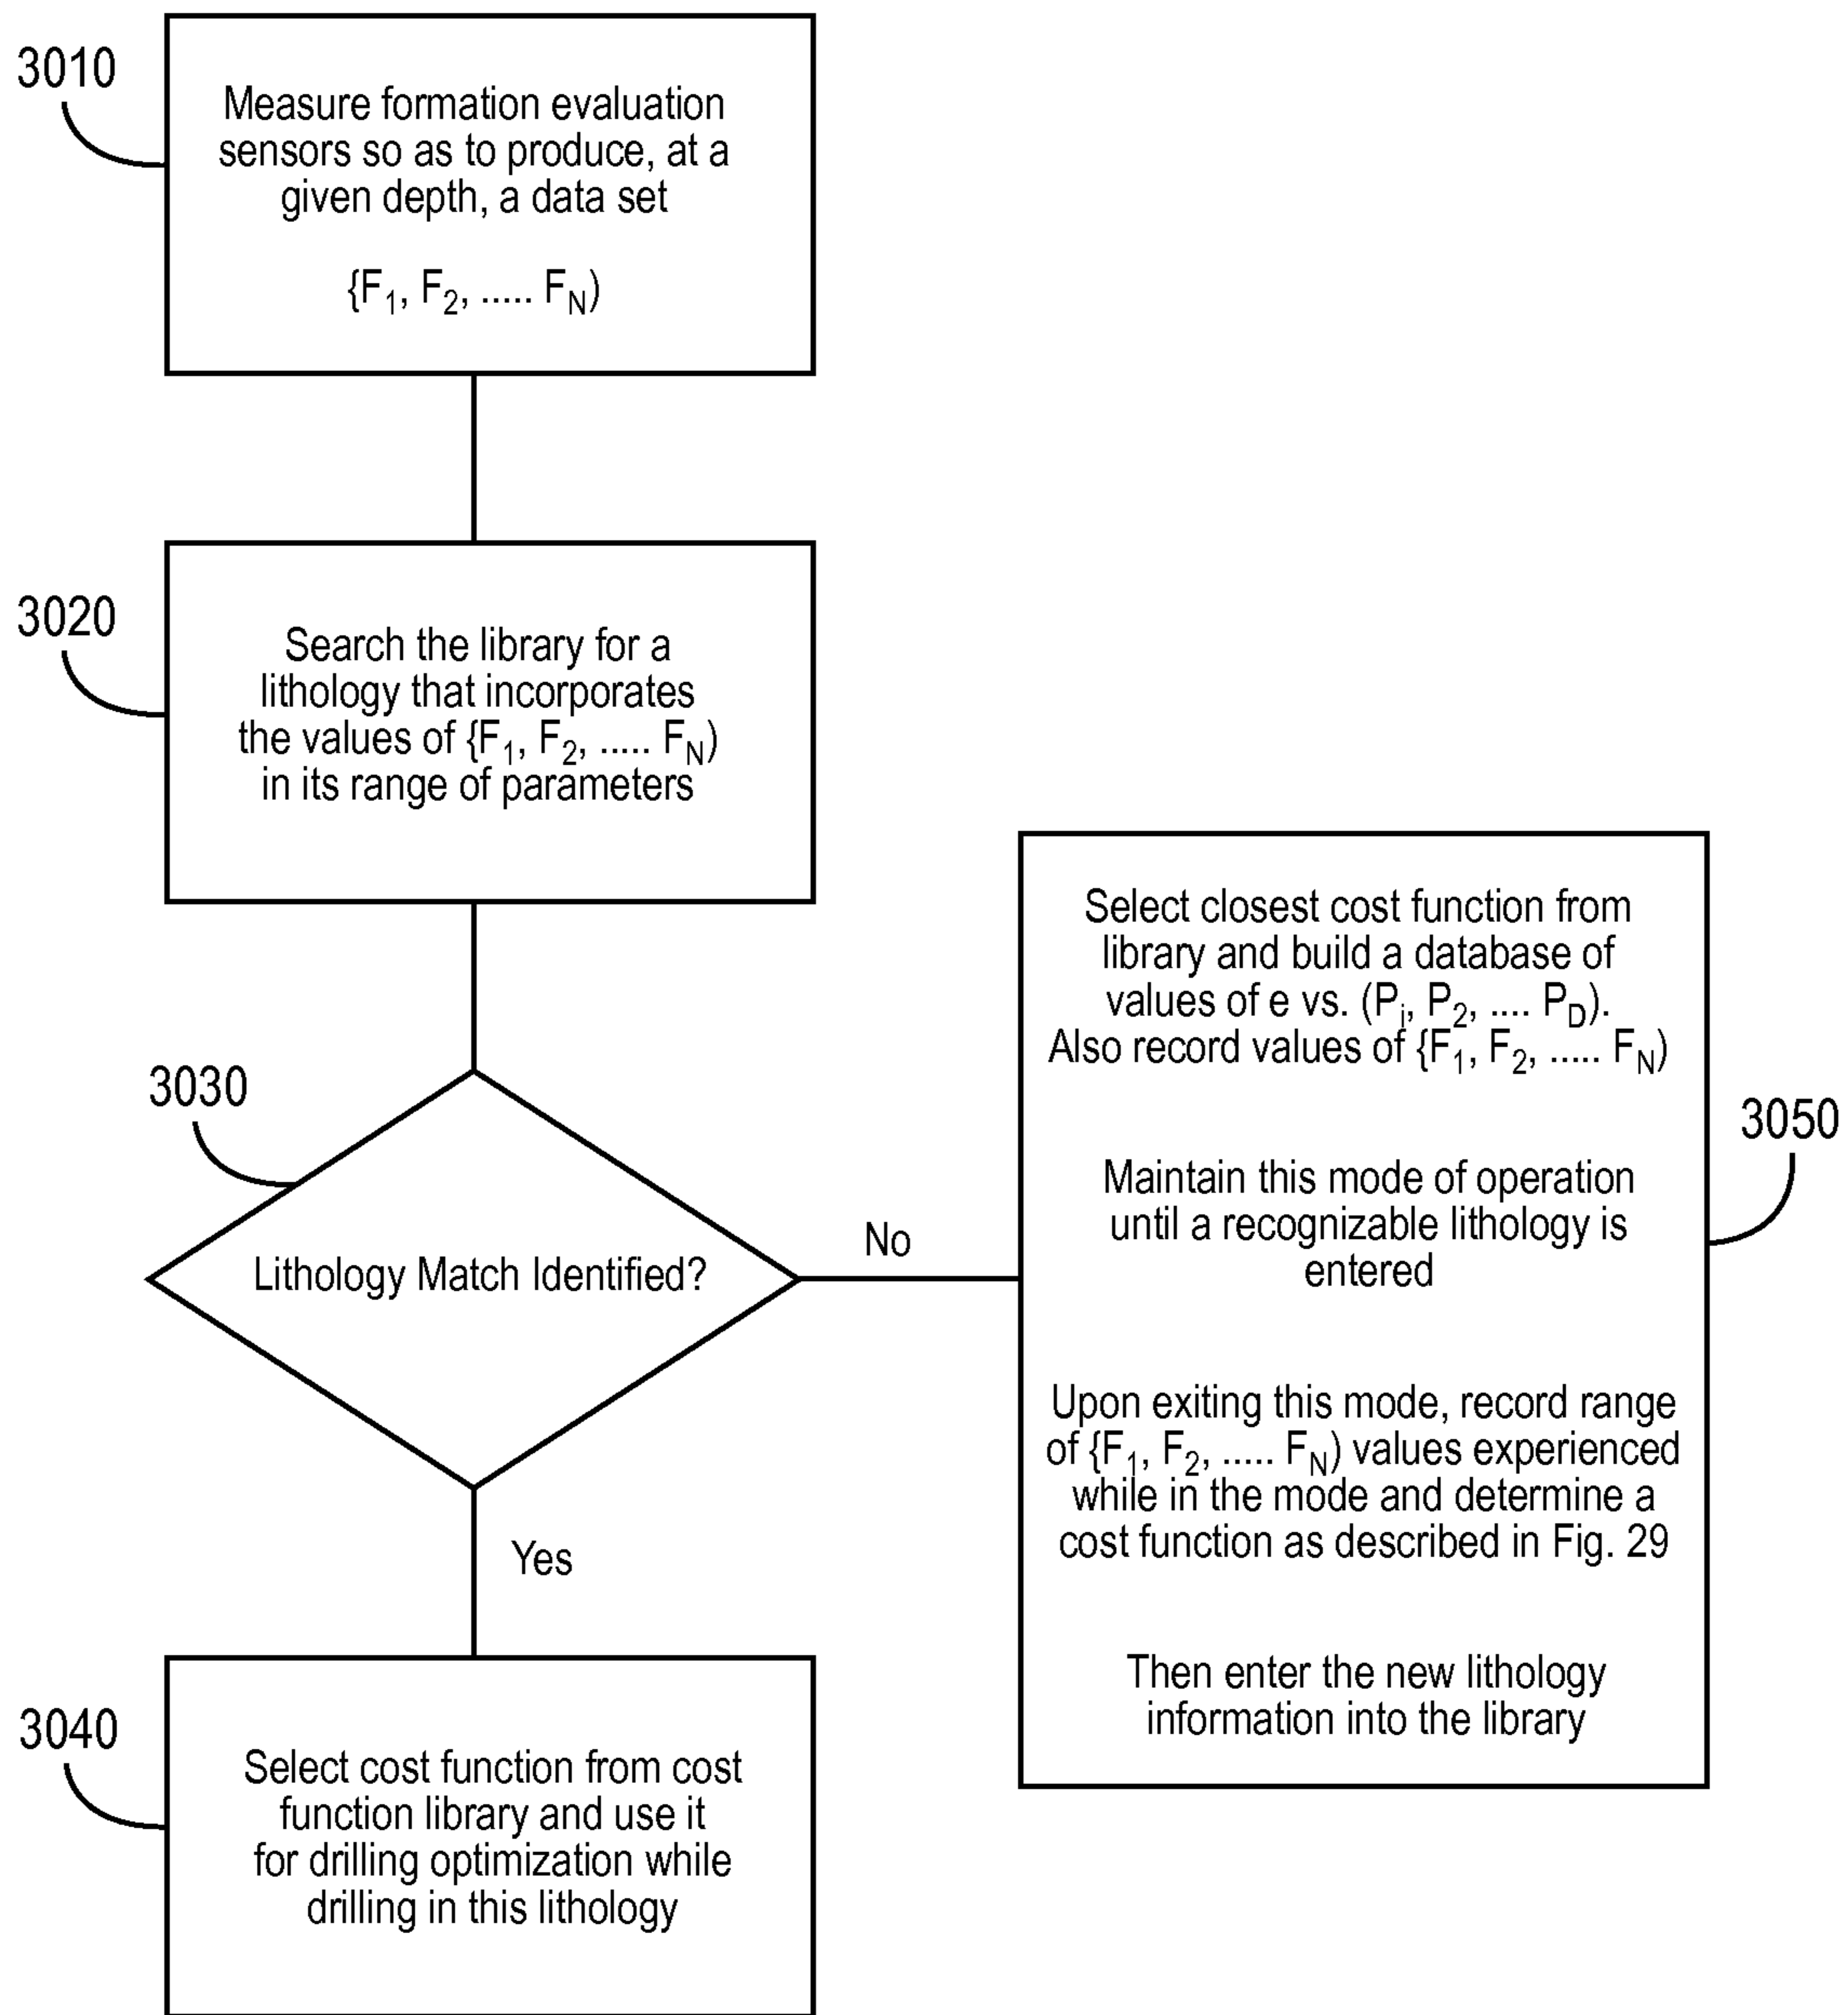 3010
Measure formation evaluation
sensors so as to produce, at a
given depth, a data set
{F₁, F₂, ..... F_N)
3020
Search the library for a
lithology that incorporates
the values of {F₁, F₂, ..... F_N)
in its range of parameters
3030
Lithology Match Identified?
No
Yes
3040
Select cost function from cost
function library and use it
for drilling optimization while
drilling in this lithology
3050
Select closest cost function from
library and build a database of
values of e vs. (P_i, P₂, .... P_D).
Also record values of {F₁, F₂, ..... F_N)
Maintain this mode of operation
until a recognizable lithology is
entered
Upon exiting this mode, record range
of {F₁, F₂, ..... F_N) values experienced
while in the mode and determine a
cost function as described in Fig. 29
Then enter the new lithology
information into the library